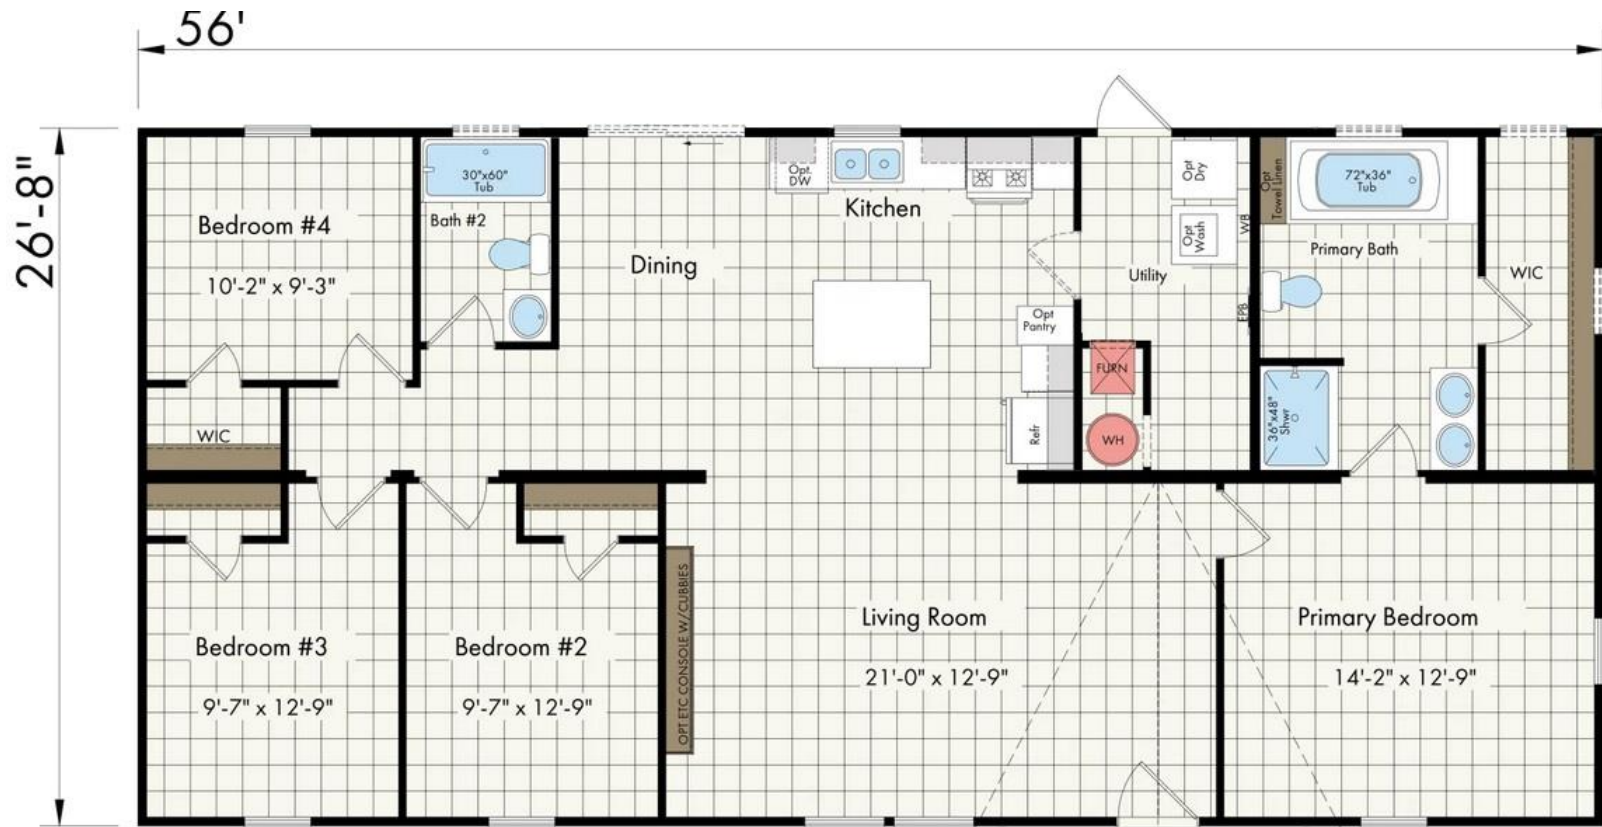 56'
26'-8"
30"x60"
Tub
Bath #2
Bedroom #4
10'-2" x 9'-3"
WIC
Dining
Opt.
DW
Kitchen
Opt
Pantry
Refr
Opt
Dry
Opt
Wash
WB
Utility
EPB
FURN
WH
Opt
Towel Linen
72"x36"
Tub
Primary Bath
WIC
36"x48"
Shwr
Bedroom #3
9'-7" x 12'-9"
Bedroom #2
9'-7" x 12'-9"
OPT ETC CONSOLE W/CUBBIES
Living Room
21'-0" x 12'-9"
Primary Bedroom
14'-2" x 12'-9"